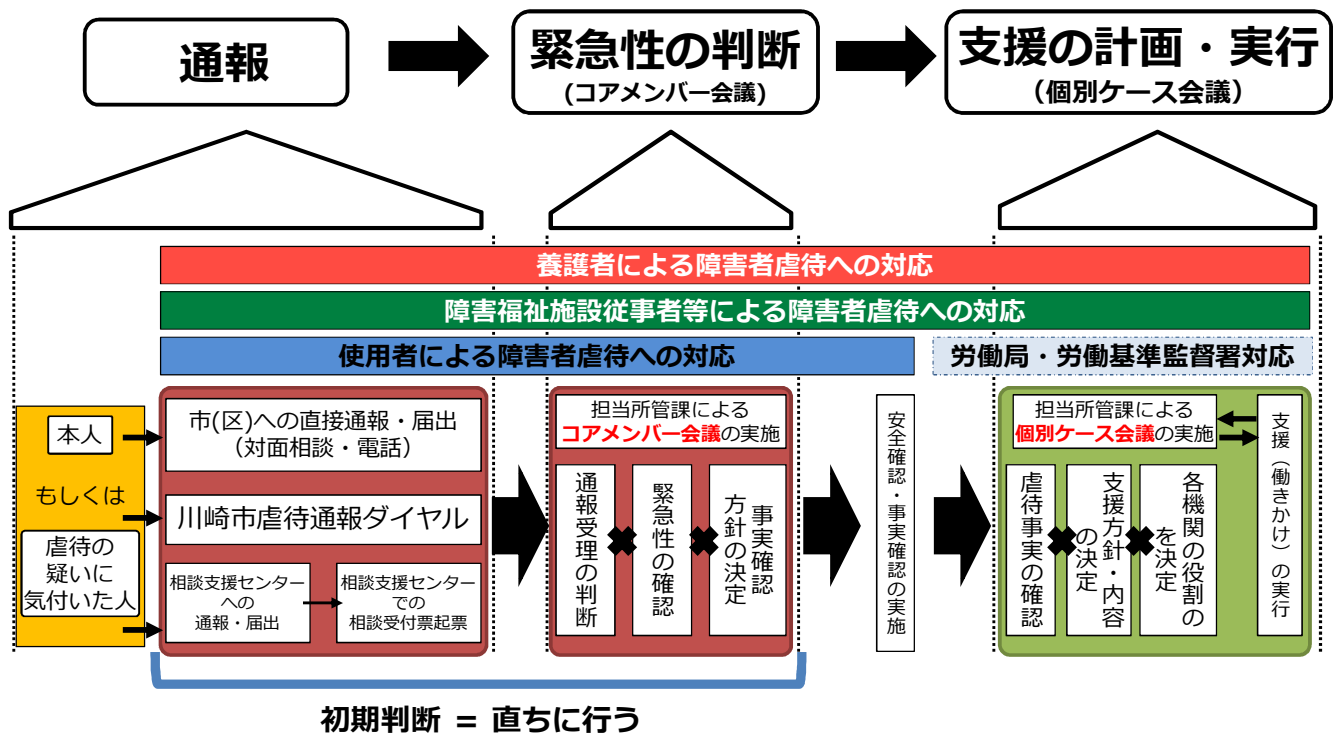 通報
緊急性の判断
(コアメンバー会議)
支援の計画・実行
（個別ケース会議）
養護者による障害者虐待への対応
障害福祉施設従事者等による障害者虐待への対応
使用者による障害者虐待への対応
労働局・労働基準監督署対応
本人
もしくは
虐待の
疑いに
気付いた人
市(区)への直接通報・届出
（対面相談・電話）
川崎市虐待通報ダイヤル
相談支援センター
への
通報・届出
相談支援センター
での
相談受付票起票
担当所管課による
コアメンバー会議の実施
通報受理の判断
緊急性の確認
事実確認
方針の決定
安全確認・事実確認の実施
担当所管課による
個別ケース会議の実施
虐待事実の確認
支援方針・内容
の決定
各機関の役割の
を決定
支援（働きかけ）の実行
初期判断 = 直ちに行う